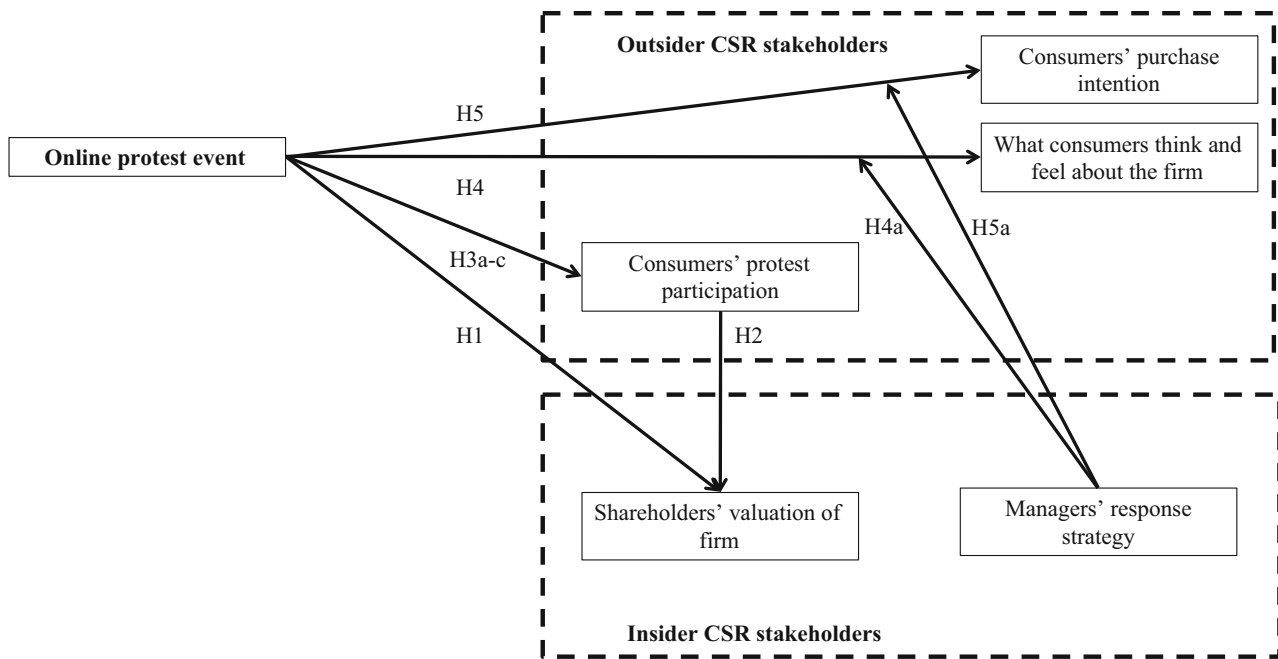 Outsider CSR stakeholders
Consumers’ purchase
intention
H5
Online protest event
What consumers think and
feel about the firm
H4
H4a
H5a
H3a-c
Consumers’ protest
participation
H1
H2
Shareholders’ valuation of
firm
Managers’ response
strategy
Insider CSR stakeholders